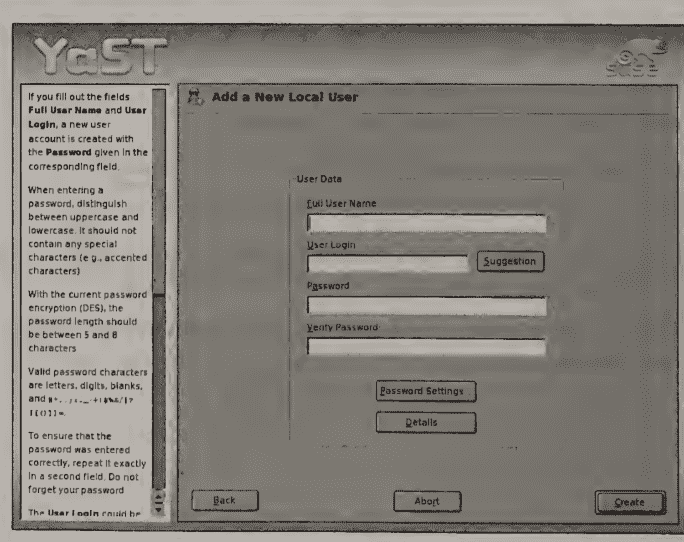 YaST
SuSE
If you fill out the fields
Full User Name and User
Login, a new user
account is created with
the Password given in the
corresponding field.
When entering a
password, distinguish
between uppercase and
lowercase. It should not
contain any special
characters (e.g., accented
characters)
With the current password
encryption (DES), the
password length should
be between 5 and 8
characters
Valid password characters
are letters, digits, blanks,
and
To ensure that the
password was entered
correctly, repeat it exactly
in a second field. Do not
forget your password
The User Login could be
Add a New Local User
User Data
Full User Name
User Login
Suggestion
Password
Verify Password
Password Settings
Details
Back
Abort
Create